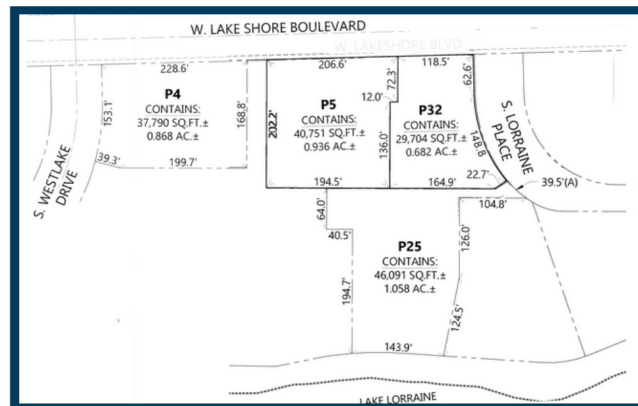 W. LAKE SHORE BOULEVARD
W. LAKESHORE BLVD.
228.6'
206.6'
118.5'
P4
CONTAINS:
37,790 SQ.FT.±
0.868 AC.±
153.1'
168.8'
39.3'
199.7'
S. WESTLAKE
DRIVE
P5
CONTAINS:
40,751 SQ.FT.±
0.936 AC.±
202.2'
72.3'
12.0'
136.0'
194.5'
P32
CONTAINS:
29,704 SQ.FT.±
0.682 AC.±
62.6'
148.8
22.7'
164.9'
S. LORRAINE
PLACE
39.5'(A)
104.8'
64.0'
40.5'
P25
CONTAINS:
46,091 SQ.FT.±
1.058 AC.±
126.0'
194.7'
124.5'
143.9'
LAKE LORRAINE